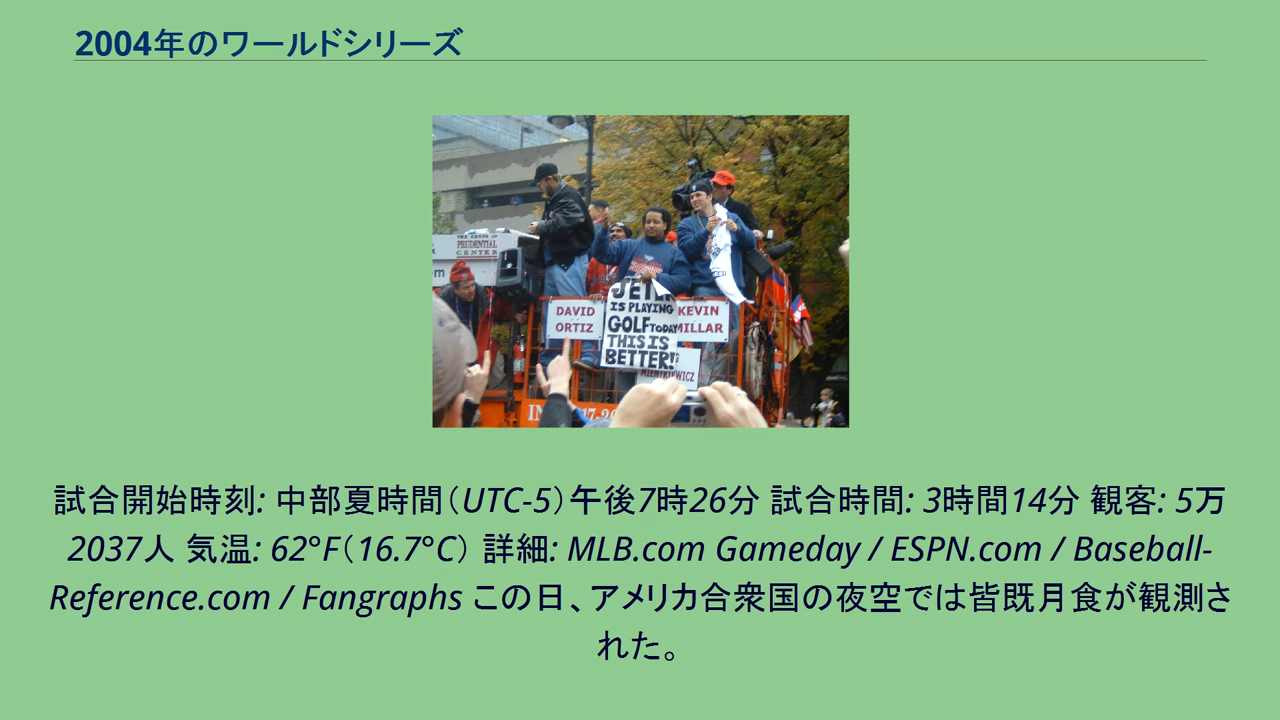 2004年のワールドシリーズ
THE SHOPS AT
PRUDENTIAL
CENTER
DAVID
ORTIZ
JETER
IS PLAYING
GOLF TODAY
THIS IS
BETTER!
KEVIN
MILLAR
MIENTKIEWICZ
試合開始時刻: 中部夏時間（UTC-5）午後7時26分 試合時間: 3時間14分 観客: 5万
2037人 気温: 62°F（16.7°C） 詳細: MLB.com Gameday / ESPN.com / Baseball-
Reference.com / Fangraphs この日、アメリカ合衆国の夜空では皆既月食が観測さ
れた。